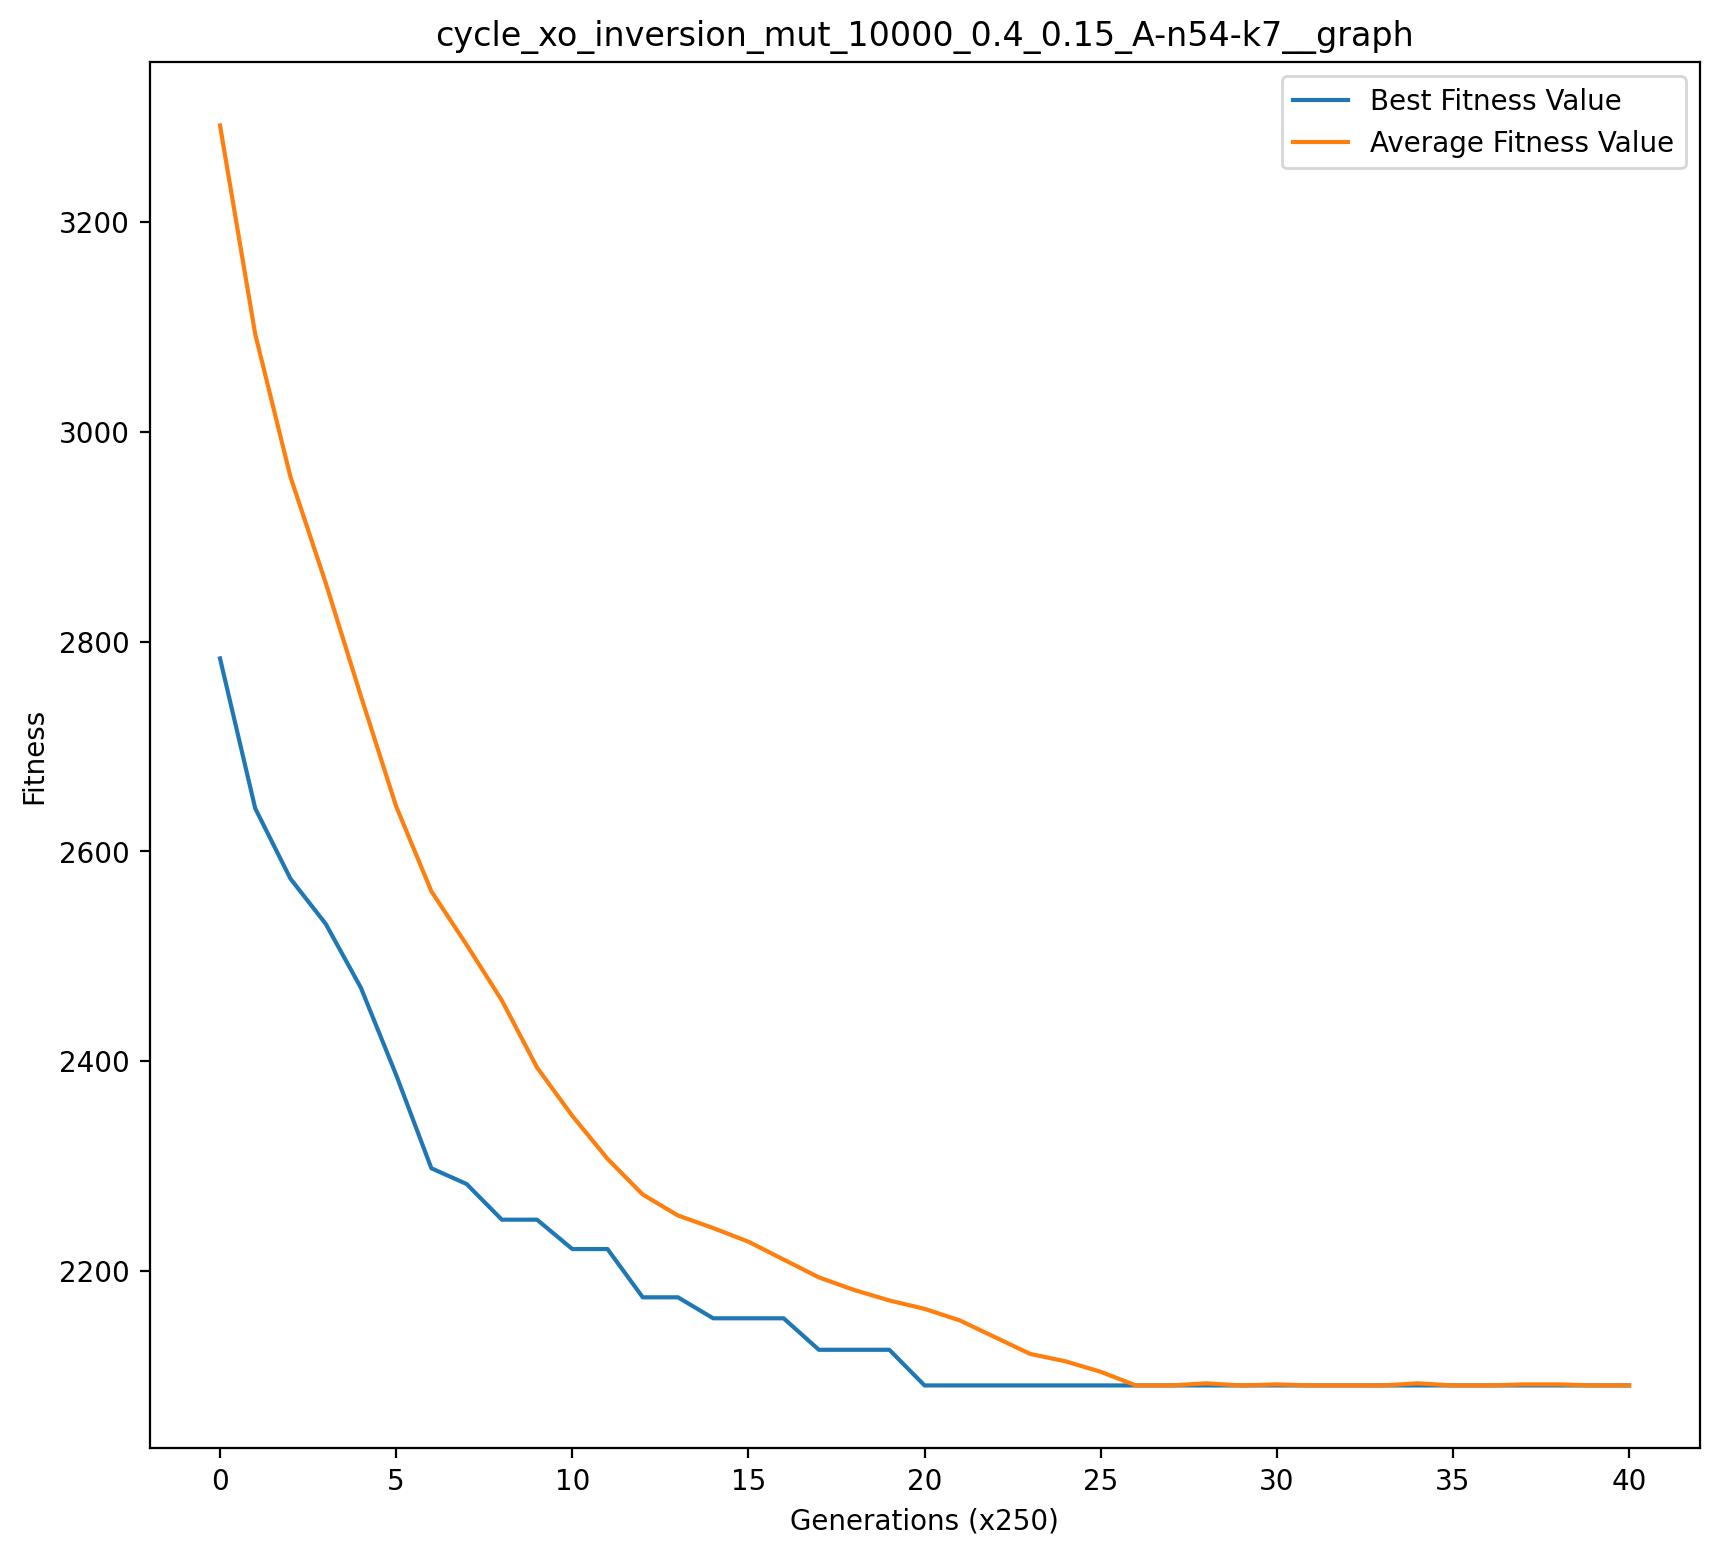 cycle_xo_inversion_mut_10000_0.4_0.15_A-n54-k7__graph
Best Fitness Value
Average Fitness Value
Fitness
3200
3000
2800
2600
2400
2200
0 5 10 15 20 25 30 35 40
Generations (x250)